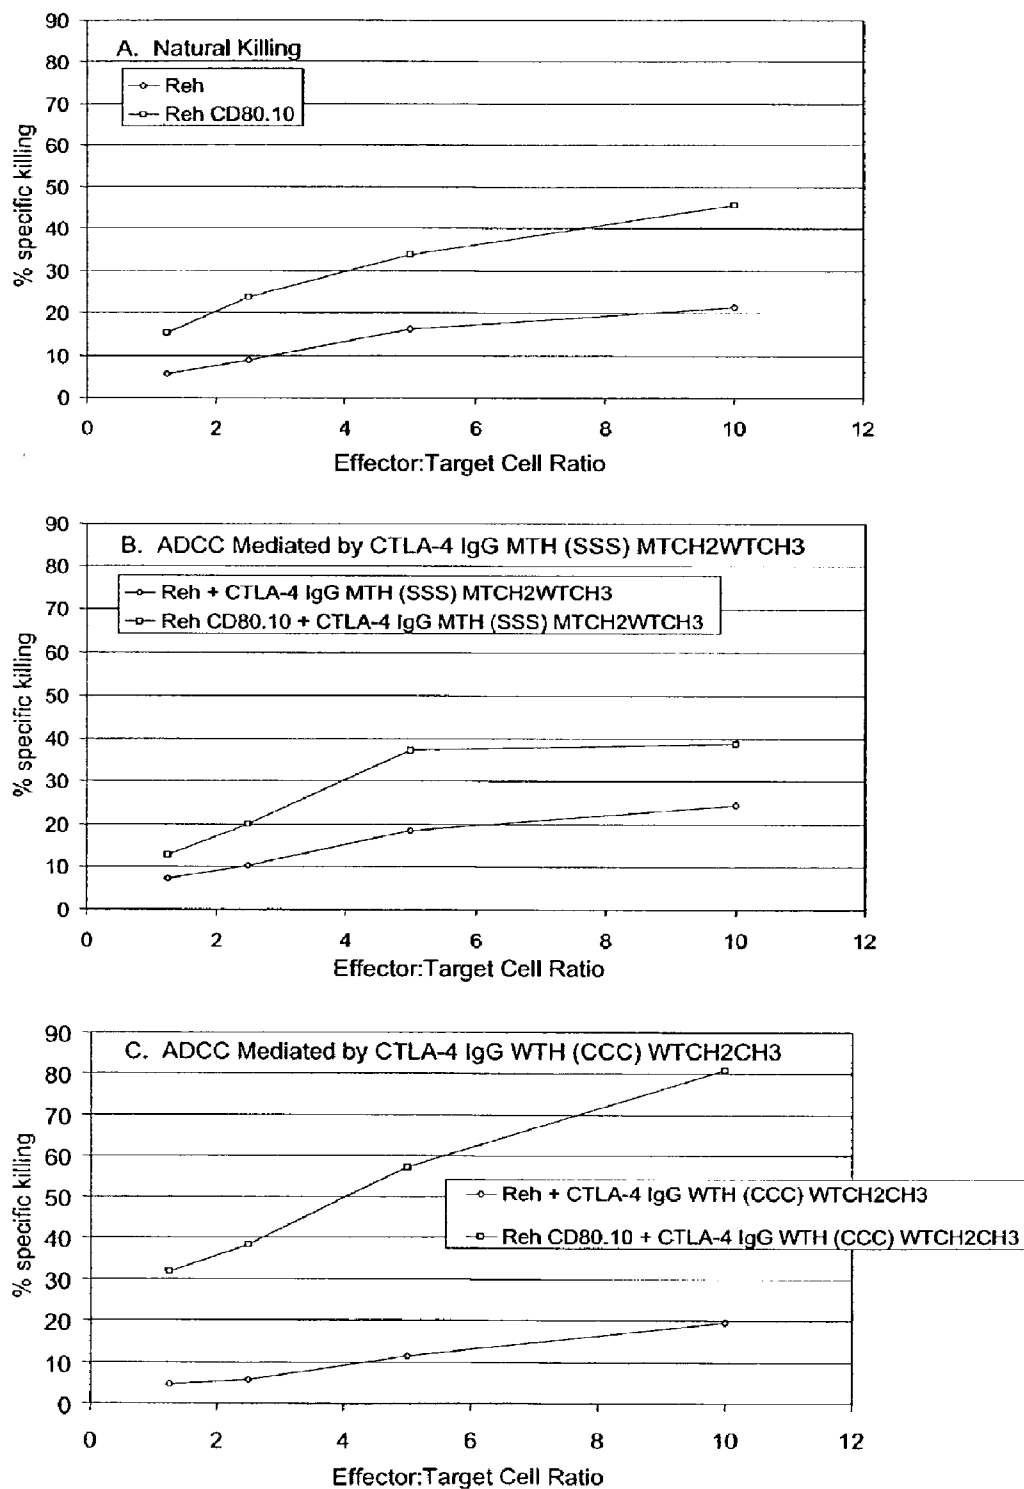 90
A. Natural Killing
80
Reh
70
Reh CD80.10
60
50
40
30
20
10
0
% specific killing
0 2 4 6 8 10 12
Effector:Target Cell Ratio
90
B. ADCC Mediated by CTLA-4 IgG MTH (SSS) MTCH2WTCH3
80
Reh + CTLA-4 IgG MTH (SSS) MTCH2WTCH3
70
Reh CD80.10 + CTLA-4 IgG MTH (SSS) MTCH2WTCH3
60
50
40
30
20
10
0
% specific killing
0 2 4 6 8 10 12
Effector:Target Cell Ratio
90
C. ADCC Mediated by CTLA-4 IgG WTH (CCC) WTCH2CH3
80
70
60
50
Reh + CTLA-4 IgG WTH (CCC) WTCH2CH3
40
Reh CD80.10 + CTLA-4 IgG WTH (CCC) WTCH2CH3
30
20
10
0
% specific killing
0 2 4 6 8 10 12
Effector:Target Cell Ratio